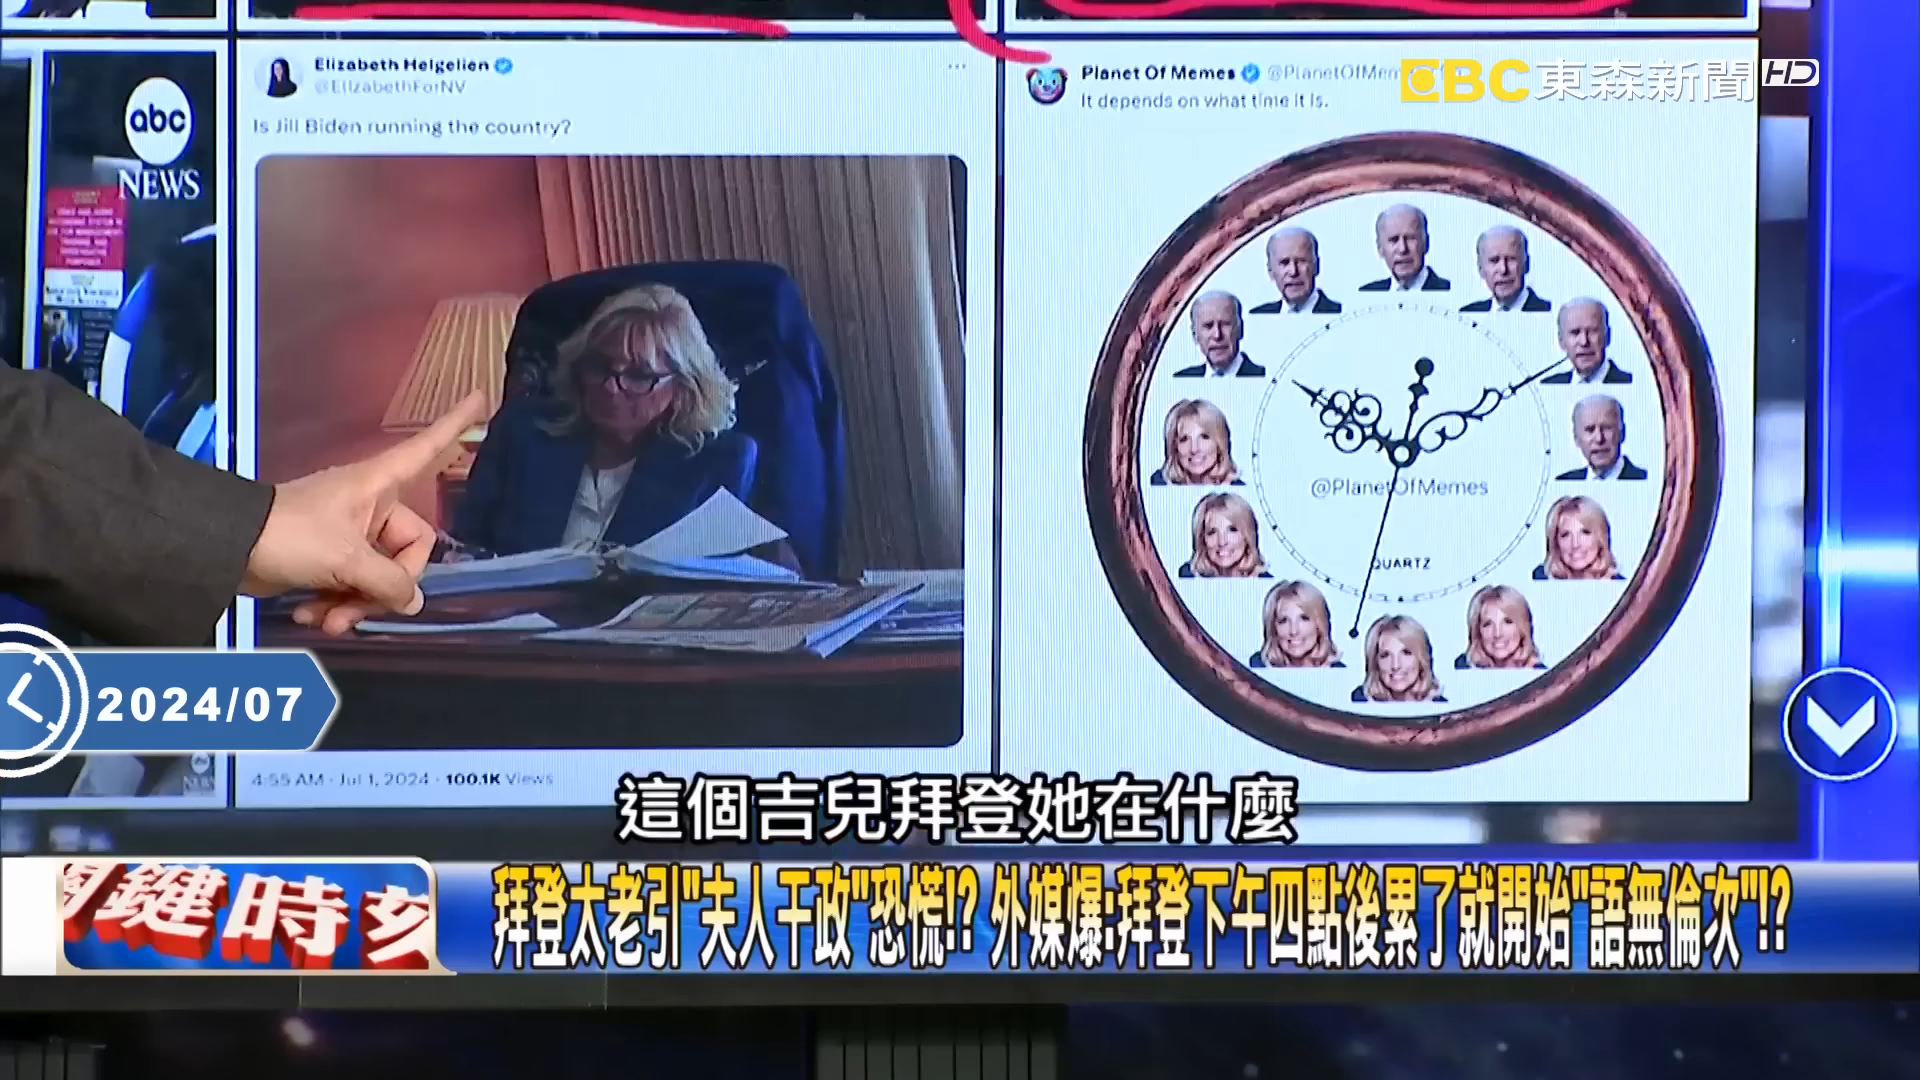 Elizabeth Helgelien
@ElizabethForNV
Is Jill Biden running the country?
4:55 AM · Jul 1, 2024 · 100.1K Views
abc
NEWS
Planet Of Memes
It depends on what time it is.
@PlanetOfMemes
QUARTZ
EBC東森新聞HD
2024/07
這個吉兒拜登她在什麼
關鍵時刻
拜登太老引"夫人干政"恐慌!? 外媒爆:拜登下午四點後累了就開始"語無倫次"!?